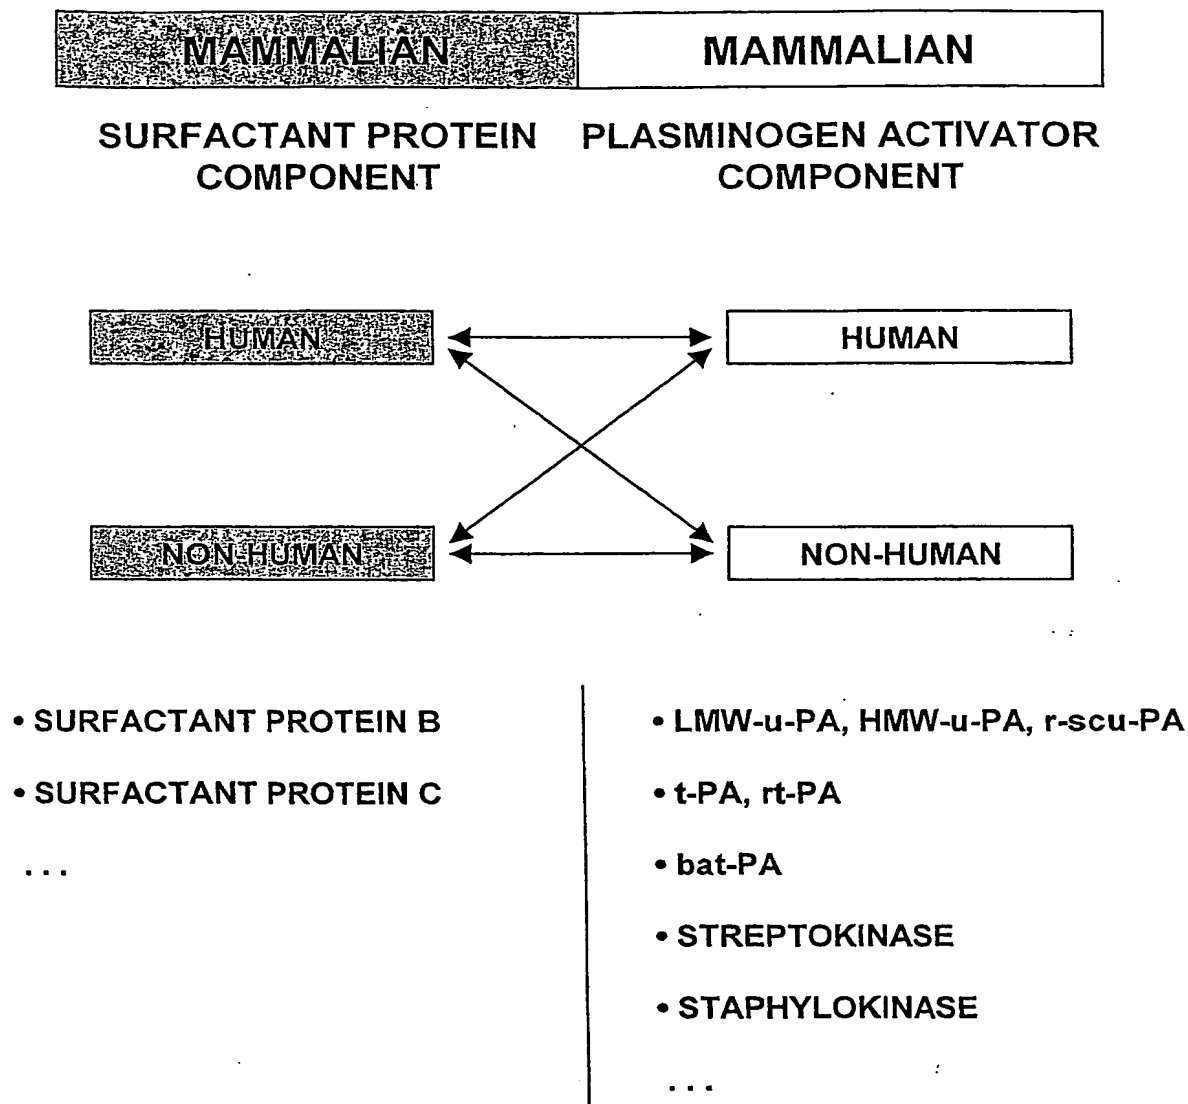 MAMMALIAN MAMMALIAN
SURFACTANT PROTEIN PLASMINOGEN ACTIVATOR
COMPONENT COMPONENT
HUMAN HUMAN
NON-HUMAN NON-HUMAN
• SURFACTANT PROTEIN B
• SURFACTANT PROTEIN C
...
• LMW-u-PA, HMW-u-PA, r-scu-PA
• t-PA, rt-PA
• bat-PA
• STREPTOKINASE
• STAPHYLOKINASE
...